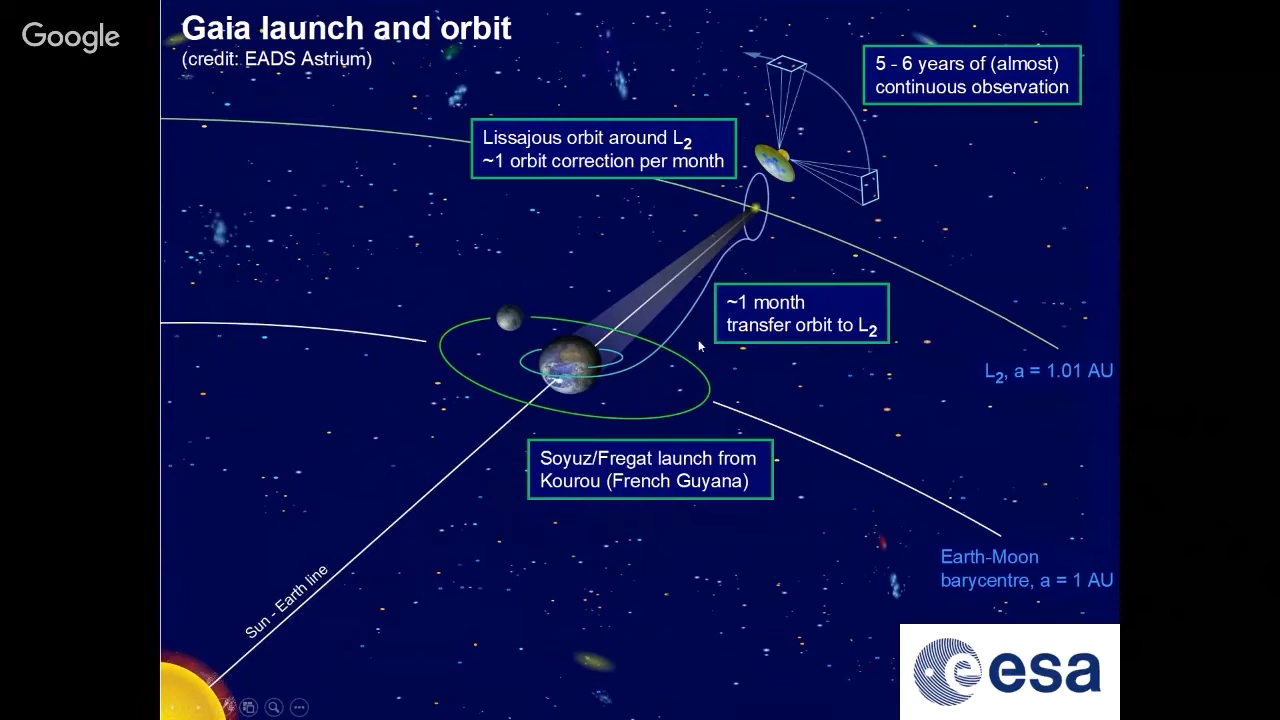 Google
Gaia launch and orbit
(credit: EADS Astrium)
5 - 6 years of (almost)
continuous observation
Lissajous orbit around L2
~1 orbit correction per month
~1 month
transfer orbit to L2
L2, a = 1.01 AU
Soyuz/Fregat launch from
Kourou (French Guyana)
Earth-Moon
barycentre, a = 1 AU
Sun - Earth line
esa